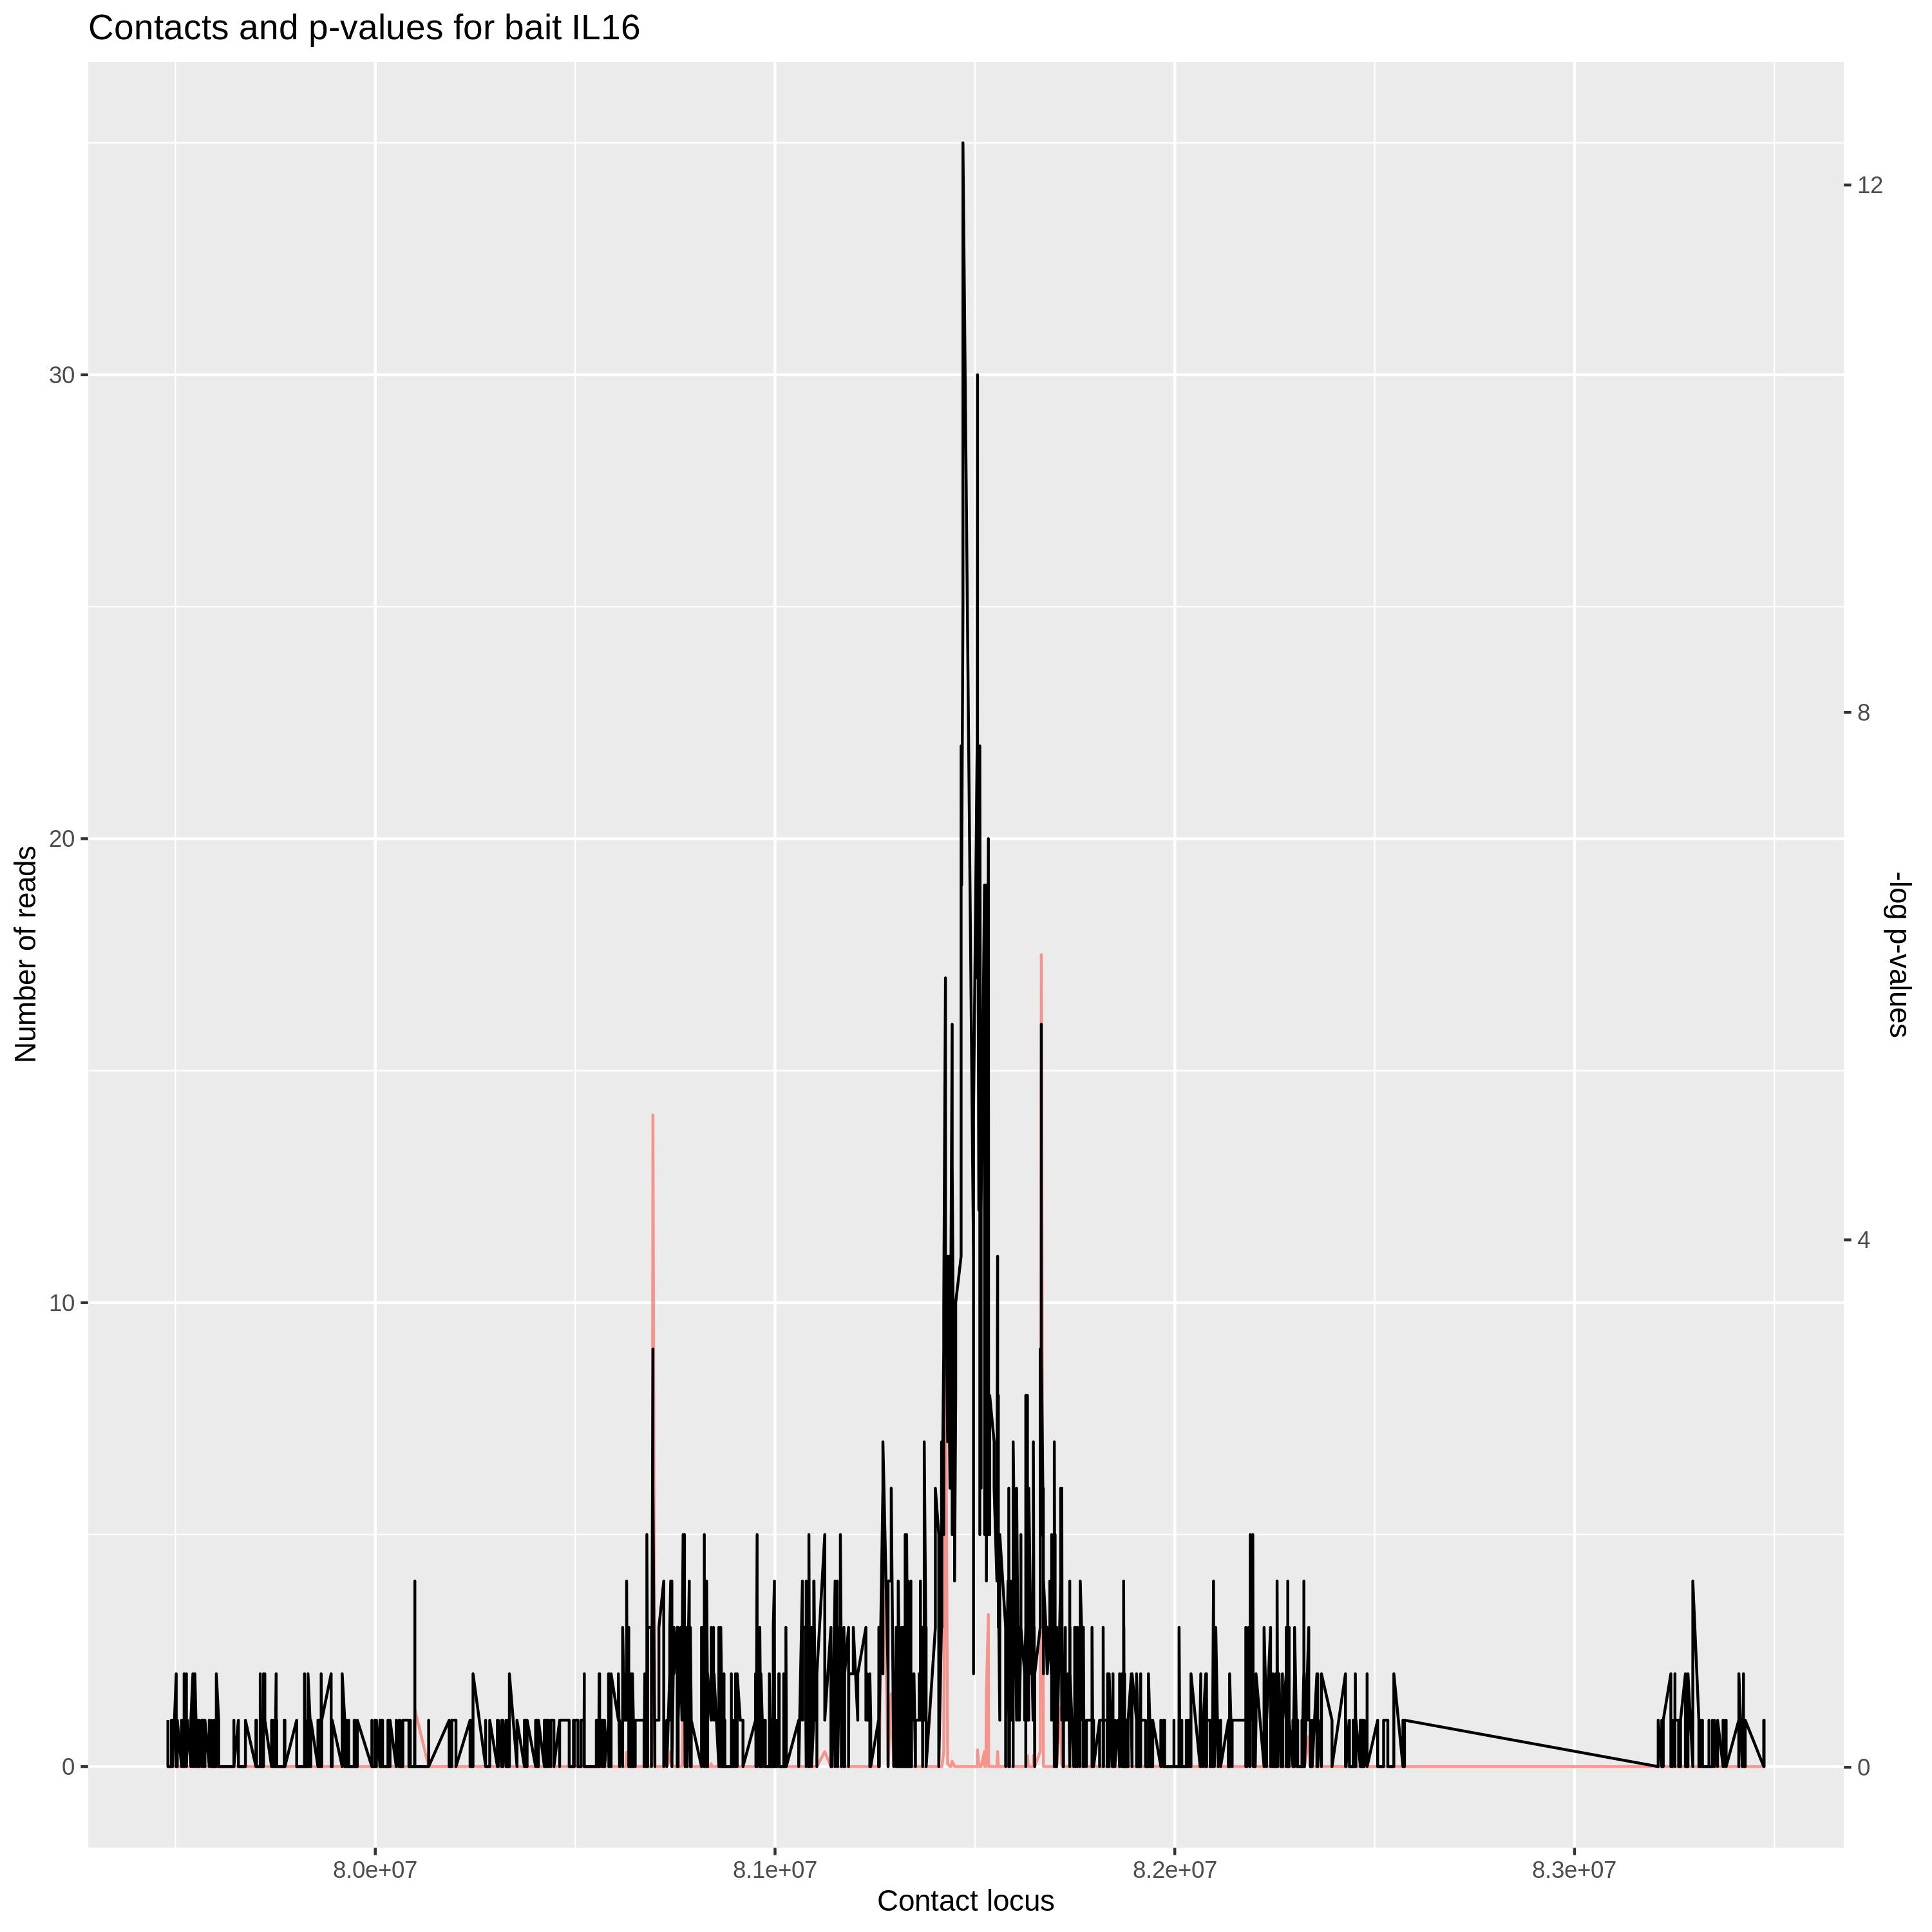 Contacts and p-values for bait IL16
30
20
10
0
12
8
4
0
Number of reads
-log p-values
8.0e+07
8.1e+07
8.2e+07
8.3e+07
Contact locus